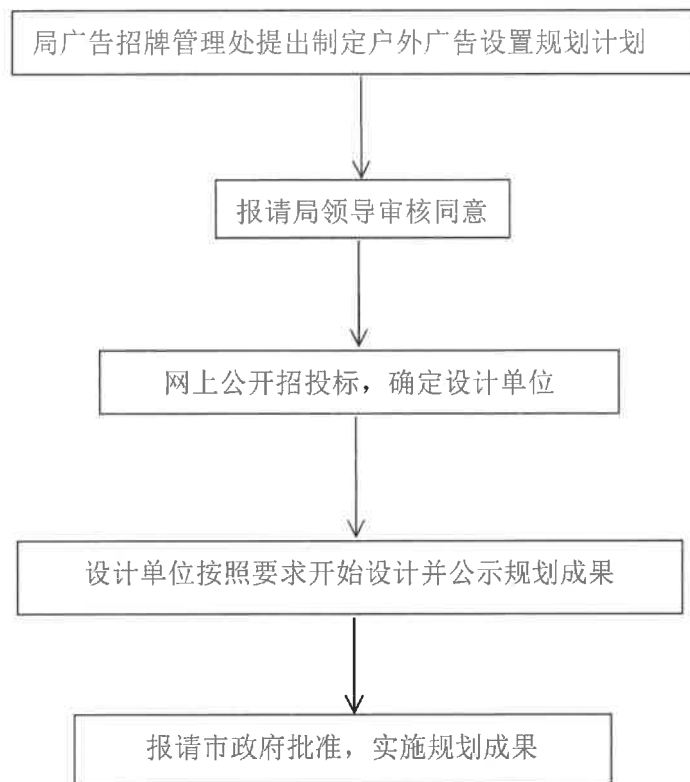 局广告招牌管理处提出制定户外广告设置规划计划
报请局领导审核同意
网上公开招投标，确定设计单位
设计单位按照要求开始设计并公示规划成果
报请市政府批准，实施规划成果